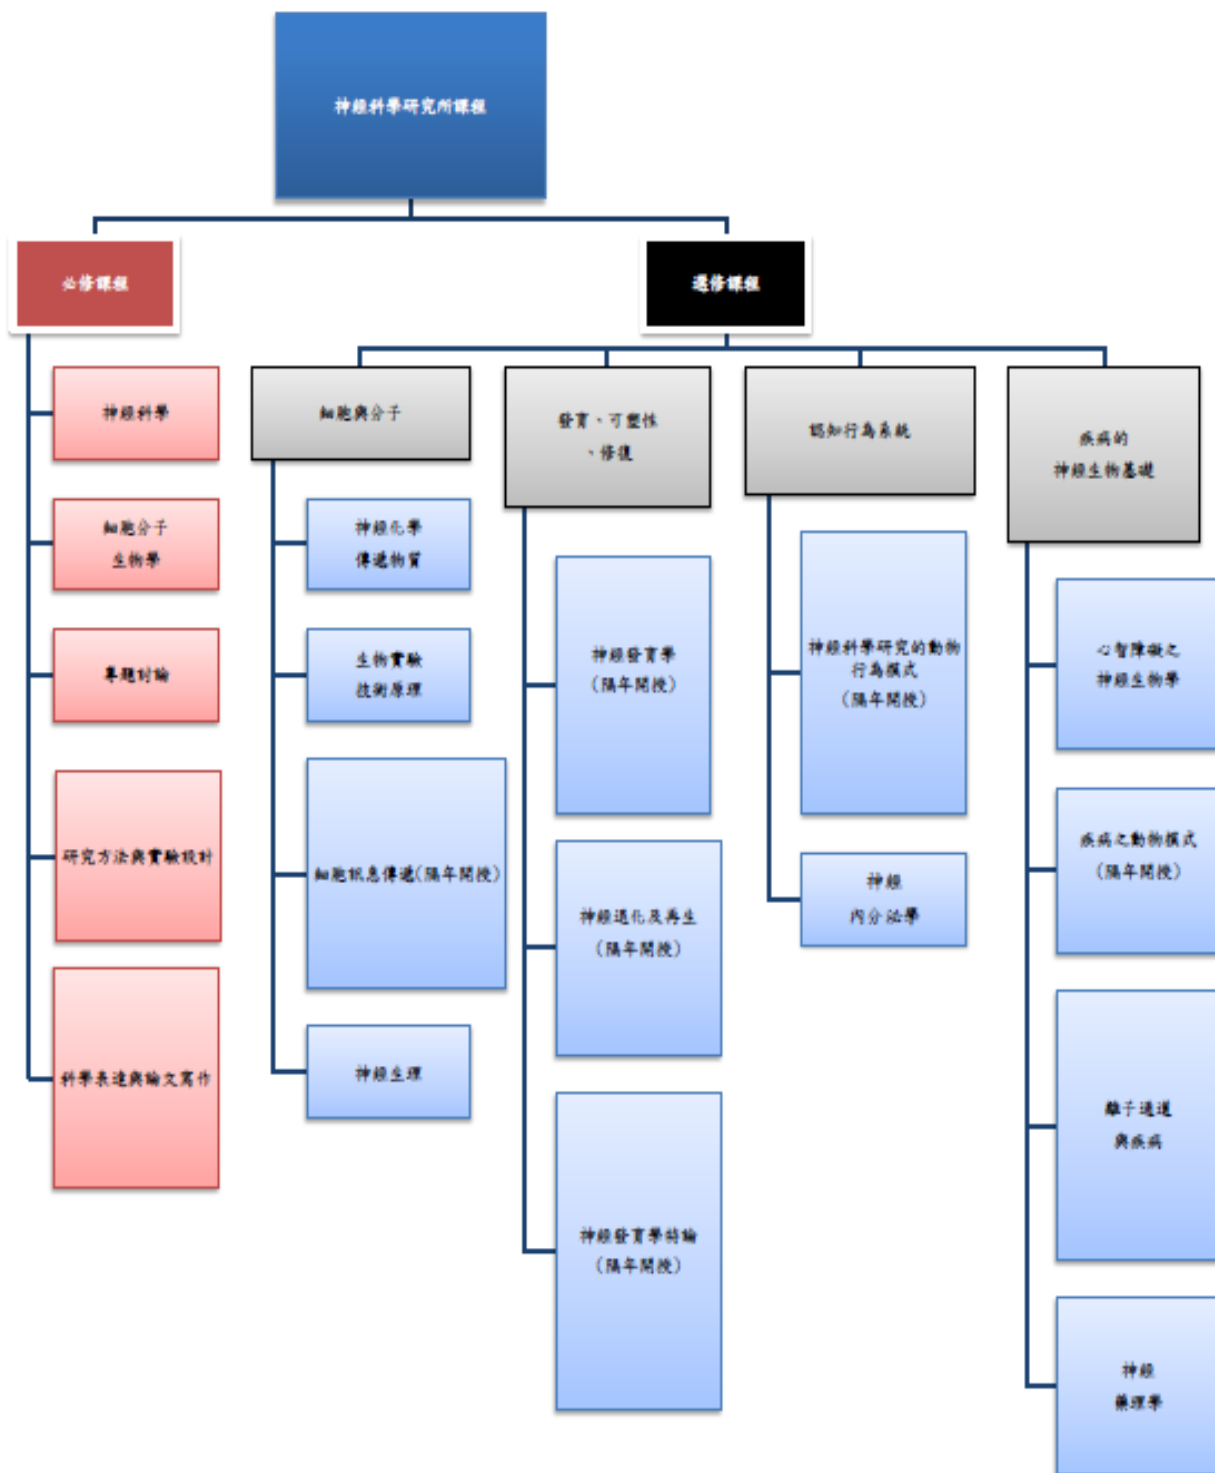 神經科學研究所課程
必修課程
選修課程
神經科學
細胞分子
生物學
專題討論
研究方法與實驗設計
科學表達與論文寫作
細胞與分子
神經化學
傳遞物質
生物實驗
技術原理
細胞訊息傳遞(隔年開授)
神經生理
發育、可塑性
、修復
神經發育學
(隔年開授)
神經退化及再生
(隔年開授)
神經發育學特論
(隔年開授)
認知行為系統
神經科學研究的動物
行為模式
(隔年開授)
神經
內分泌學
疾病的
神經生物基礎
心智障礙之
神經生物學
疾病之動物模式
(隔年開授)
離子通道
與疾病
神經
藥理學